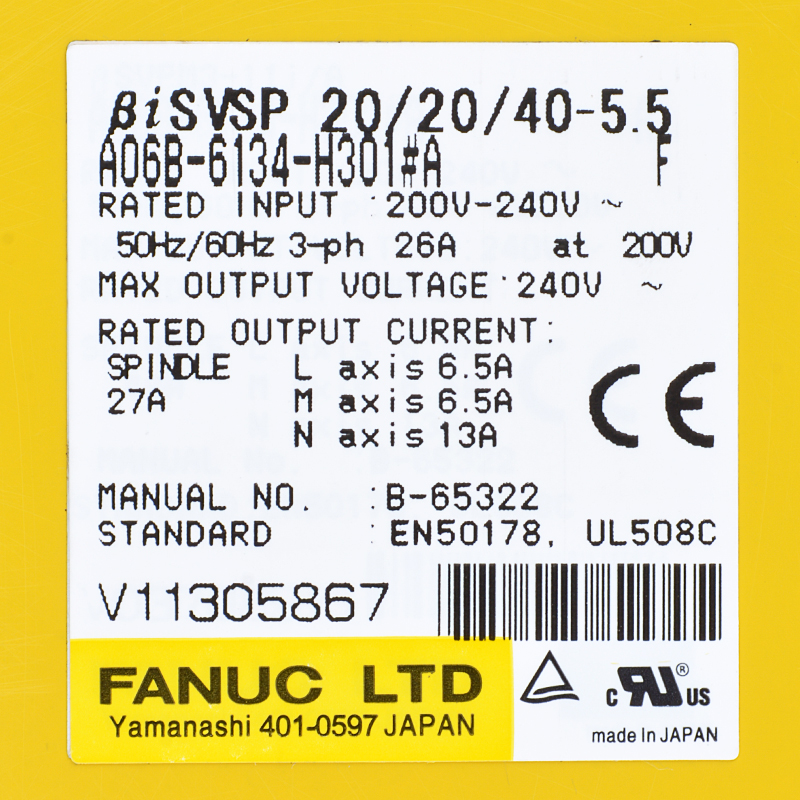 βiSVSP 20/20/40-5.5
A06B-6134-H301#A F
RATED INPUT : 200V-240V ~
50Hz/60Hz 3-ph 26A at 200V
MAX OUTPUT VOLTAGE : 240V ~
RATED OUTPUT CURRENT:
SPINDLE L axis 6.5A
27A M axis 6.5A
N axis 13A
CE
MANUAL NO. : B-65322
STANDARD : EN50178, UL508C
V11305867
FANUC LTD
Yamanashi 401-0597 JAPAN
c RU ® US
made in JAPAN